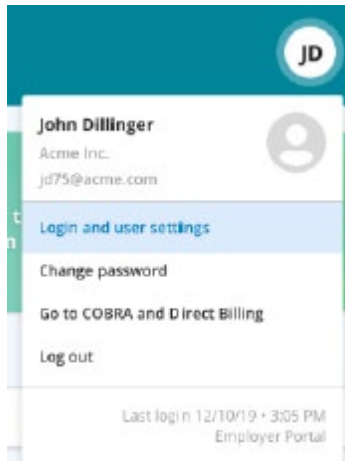 JD
John Dillinger
Acme Inc.
jd75@acme.com
t
n
Login and user settings
Change password
Go to COBRA and Direct Billing
Log out
Last login 12/10/19 • 3:05 PM
Employer Portal